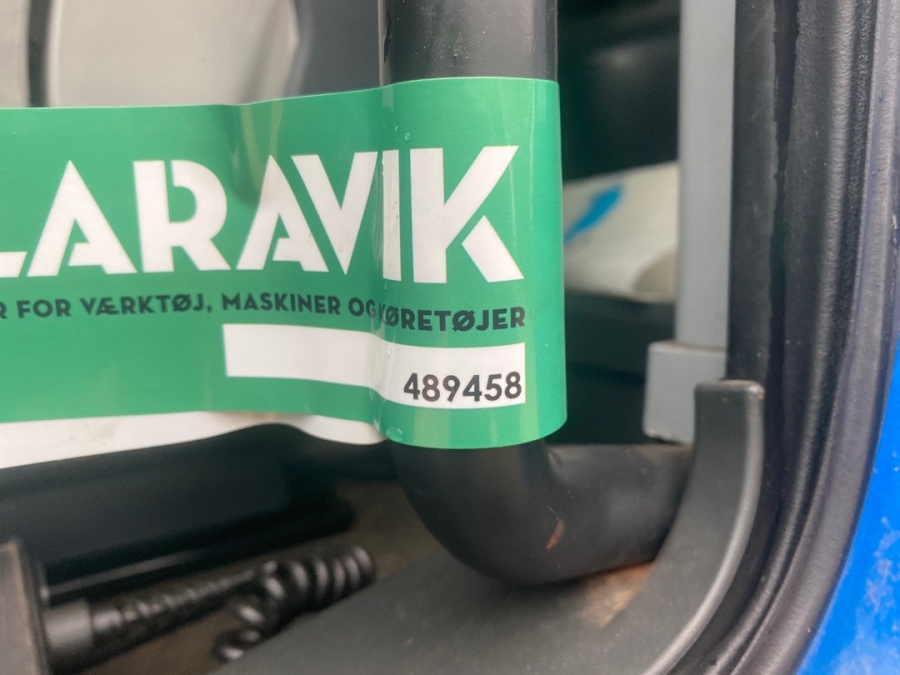 LARAVIK
R FOR VÆRKTØJ, MASKINER OG KØRETØJER
489458